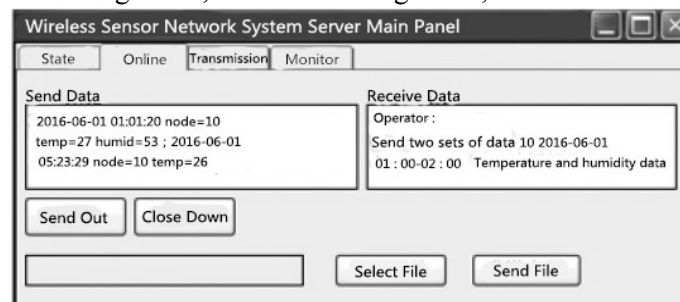 Wireless Sensor Network System Server Main Panel
State Online Transmission Monitor
Send Data
2016-06-01 01:01:20 node=10
temp=27 humid=53 ; 2016-06-01
05:23:29 node=10 temp=26
Receive Data
Operator :
Send two sets of data 10 2016-06-01
01 : 00-02 : 00 Temperature and humidity data
Send Out Close Down
Select File Send File